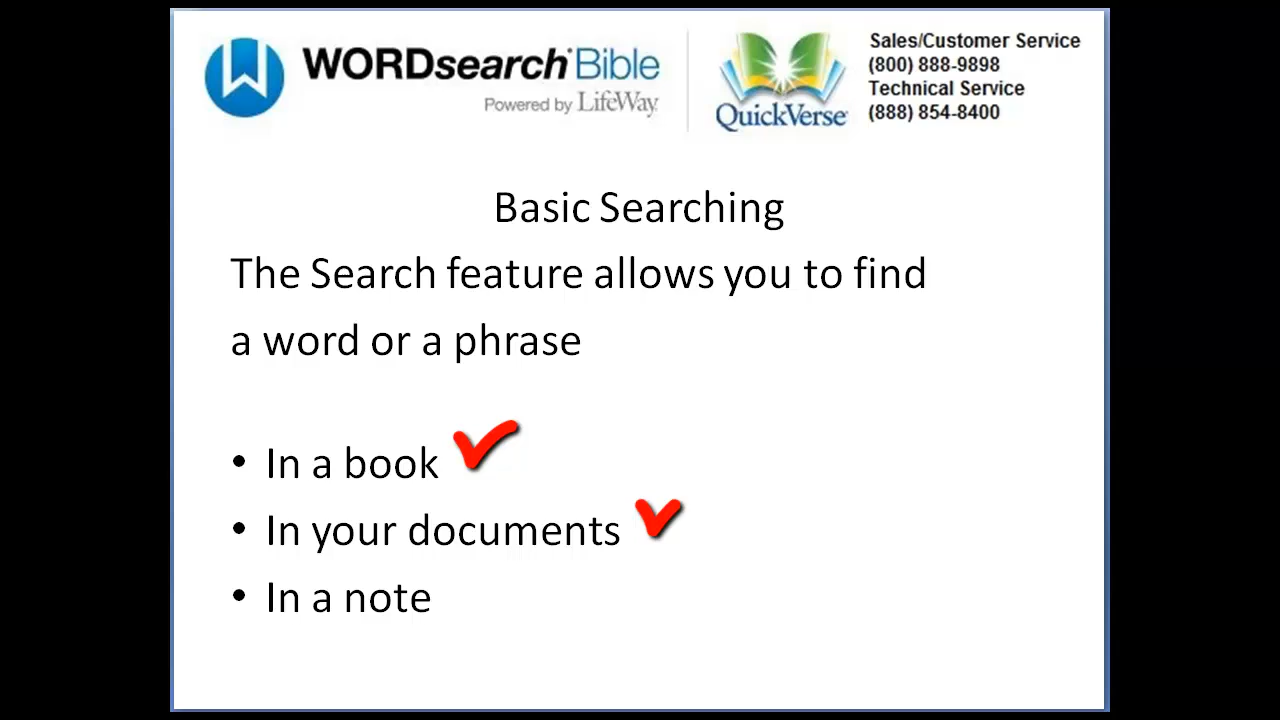 WORDsearch® Bible
Powered by LifeWay.
QuickVerse®
Sales/Customer Service
(800) 888-9898
Technical Service
(888) 854-8400
Basic Searching
The Search feature allows you to find
a word or a phrase
• In a book
• In your documents
• In a note